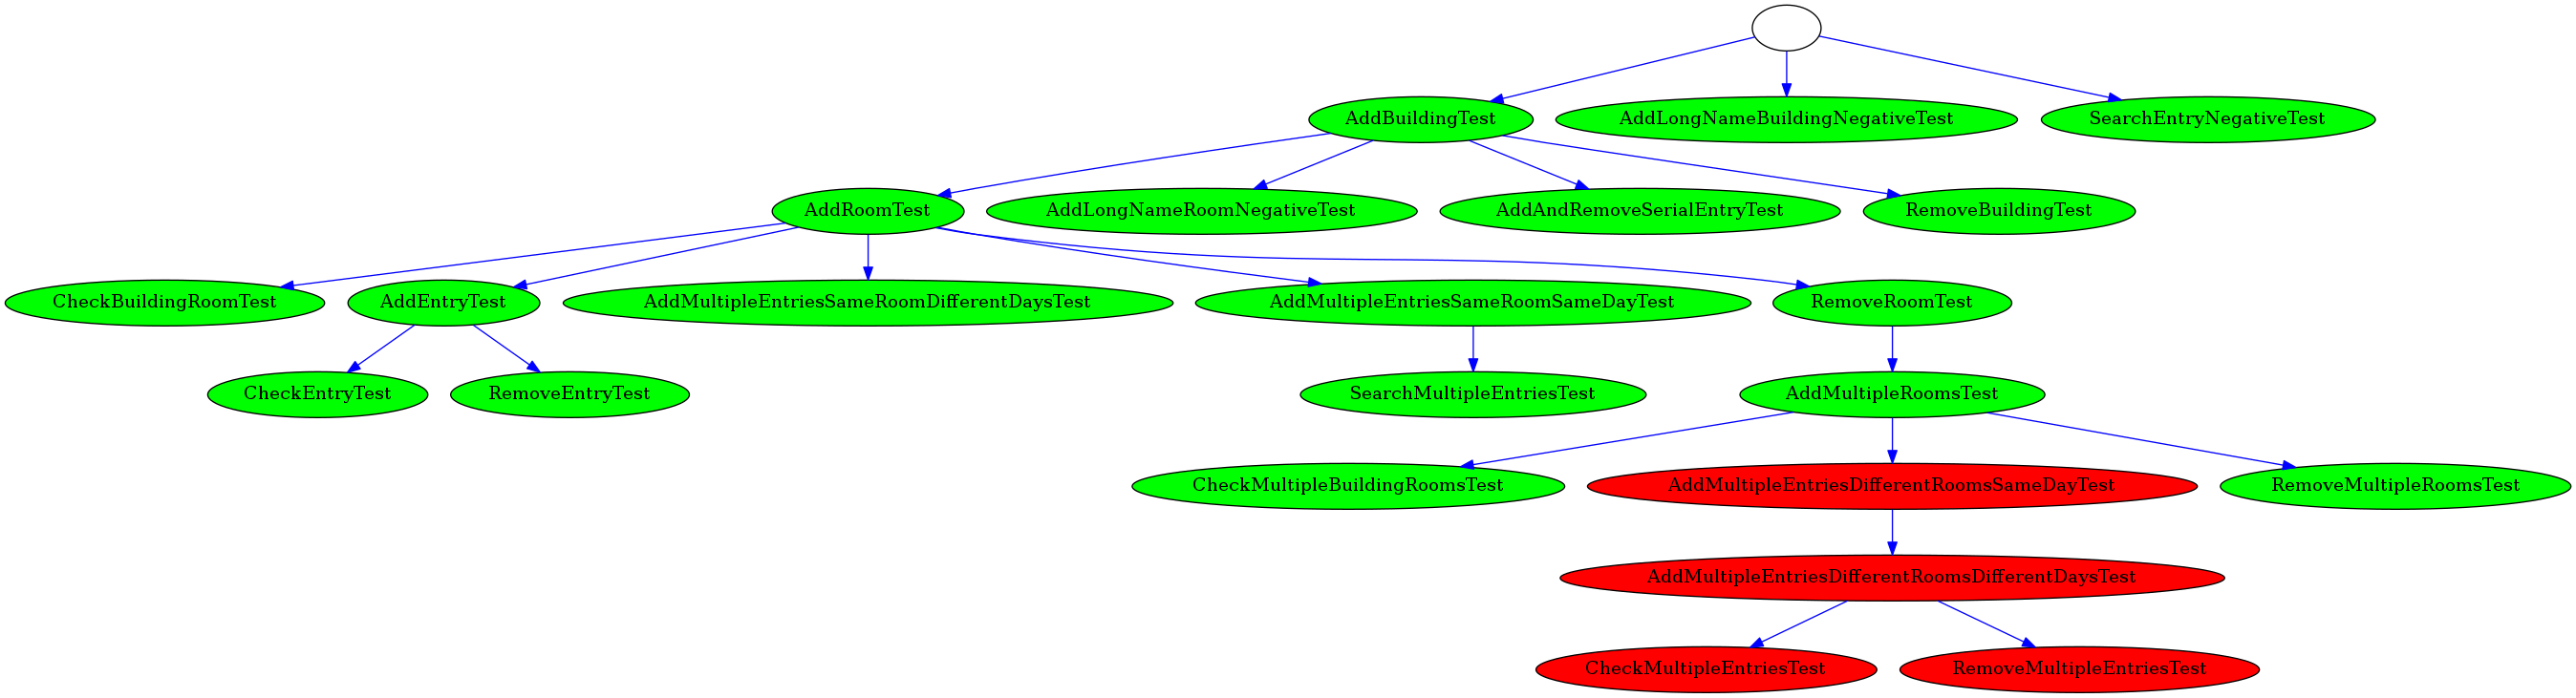 AddBuildingTest
AddLongNameBuildingNegativeTest
SearchEntryNegativeTest
AddRoomTest
AddLongNameRoomNegativeTest
AddAndRemoveSerialEntryTest
RemoveBuildingTest
CheckBuildingRoomTest
AddEntryTest
AddMultipleEntriesSameRoomDifferentDaysTest
AddMultipleEntriesSameRoomSameDayTest
RemoveRoomTest
CheckEntryTest
RemoveEntryTest
SearchMultipleEntriesTest
AddMultipleRoomsTest
CheckMultipleBuildingRoomsTest
AddMultipleEntriesDifferentRoomsSameDayTest
RemoveMultipleRoomsTest
AddMultipleEntriesDifferentRoomsDifferentDaysTest
CheckMultipleEntriesTest
RemoveMultipleEntriesTest